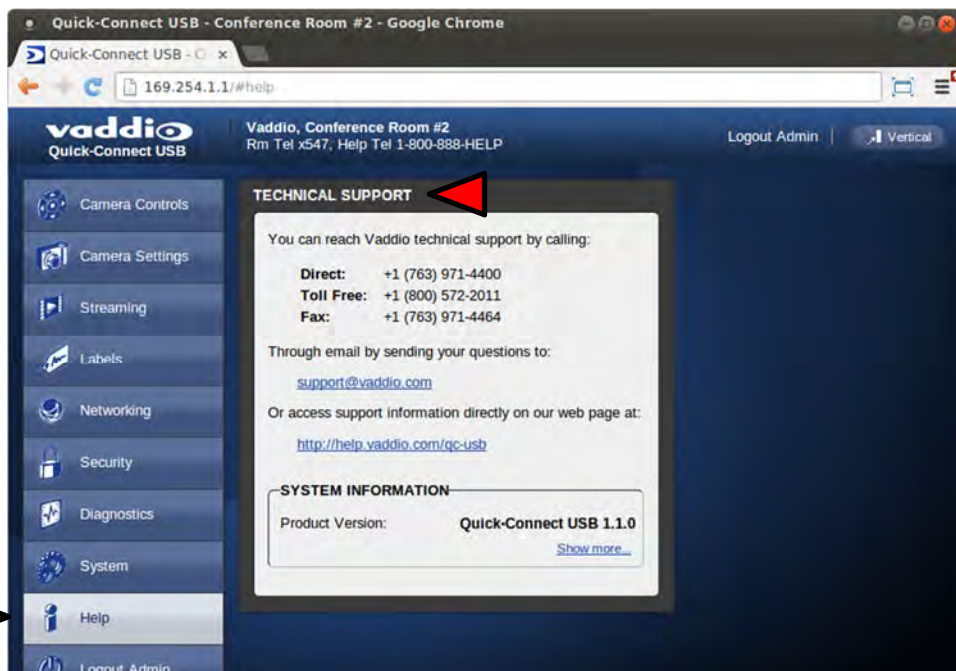 Quick-Connect USB - Conference Room #2 - Google Chrome
Quick-Connect USB - C
169.254.1.1/#help
vaddio
Quick-Connect USB
Vaddio, Conference Room #2
Rm Tel x547, Help Tel 1-800-888-HELP
Logout Admin
Vertical
Camera Controls
Camera Settings
Streaming
Labels
Networking
Security
Diagnostics
System
Help
Logout Admin
TECHNICAL SUPPORT
You can reach Vaddio technical support by calling:
Direct: +1 (763) 971-4400
Toll Free: +1 (800) 572-2011
Fax: +1 (763) 971-4464
Through email by sending your questions to:
support@vaddio.com
Or access support information directly on our web page at:
http://help.vaddio.com/qc-usb
SYSTEM INFORMATION
Product Version: Quick-Connect USB 1.1.0
Show more...